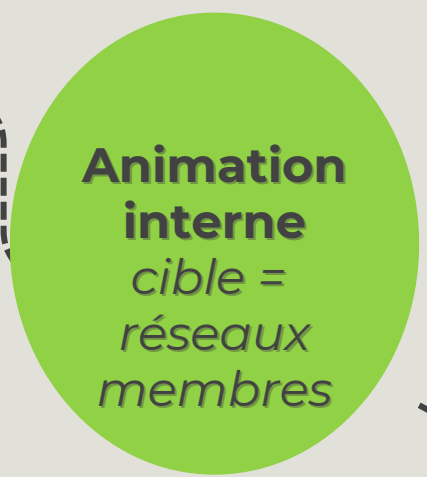 Animation
interne
cible =
réseaux
membres